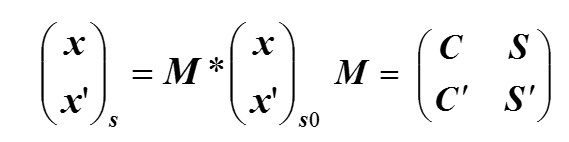 (x x')_s = M * (x x')_s0 M = (C S C′ S′)